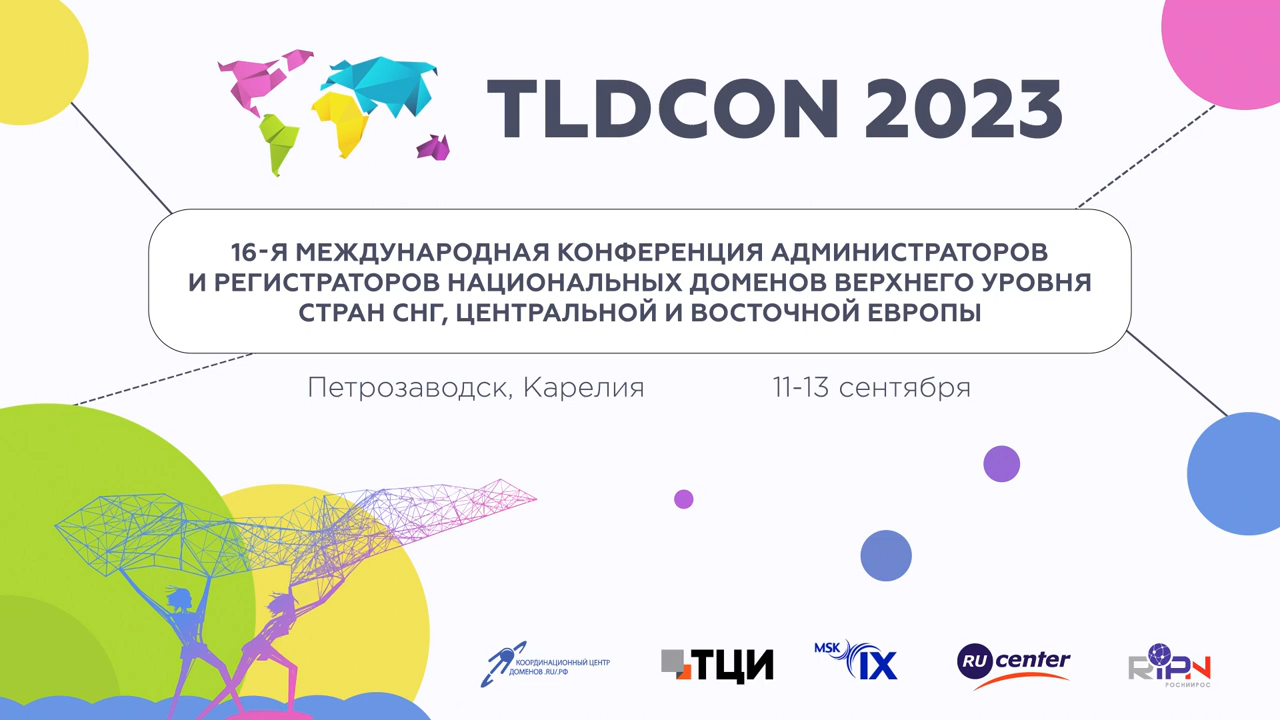 TLDCON 2023
16-Я МЕЖДУНАРОДНАЯ КОНФЕРЕНЦИЯ АДМИНИСТРАТОРОВ
И РЕГИСТРАТОРОВ НАЦИОНАЛЬНЫХ ДОМЕНОВ ВЕРХНЕГО УРОВНЯ
СТРАН СНГ, ЦЕНТРАЛЬНОЙ И ВОСТОЧНОЙ ЕВРОПЫ
Петрозаводск, Карелия
11-13 сентября
КООРДИНАЦИОННЫЙ ЦЕНТР
ДОМЕНОВ .RU/.РФ
ТЦИ
MSK IX
RU center
RIPN
РОСНИИРОС